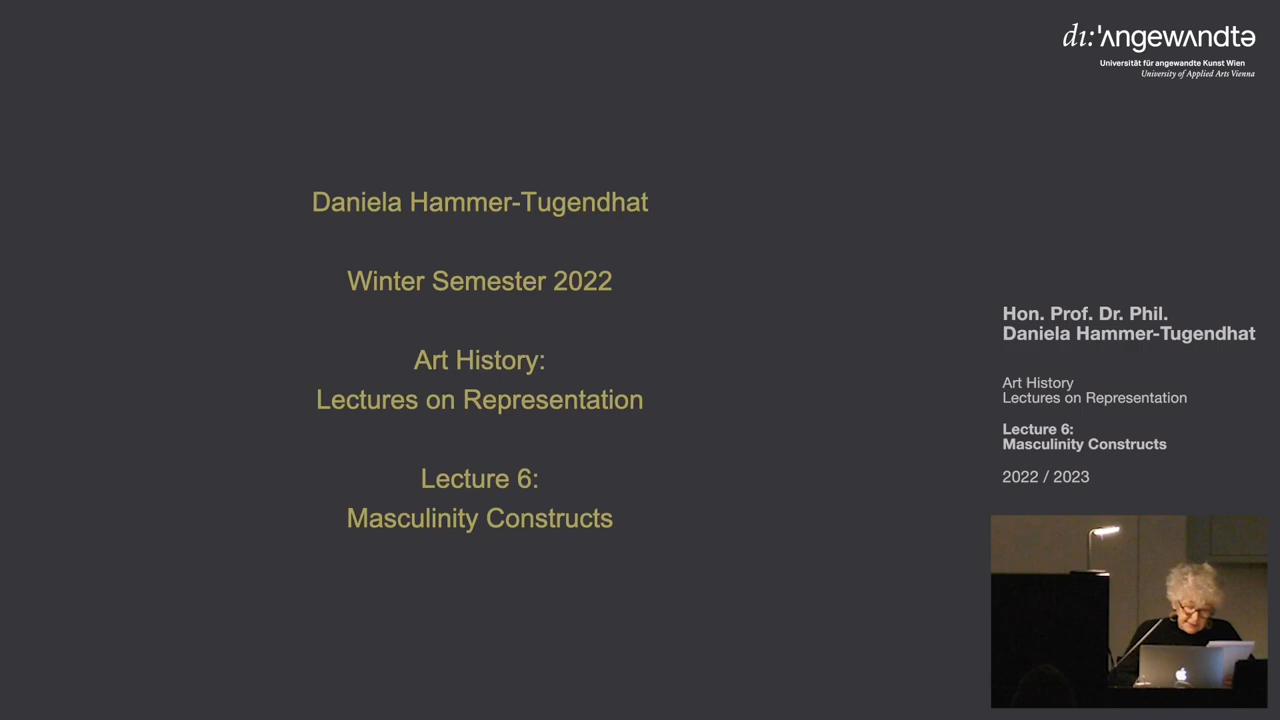 dı:'ʌngewʌndtə
Universität für angewandte Kunst Wien
University of Applied Arts Vienna
Daniela Hammer-Tugendhat
Winter Semester 2022
Art History:
Lectures on Representation
Lecture 6:
Masculinity Constructs
Hon. Prof. Dr. Phil.
Daniela Hammer-Tugendhat
Art History
Lectures on Representation
Lecture 6:
Masculinity Constructs
2022 / 2023